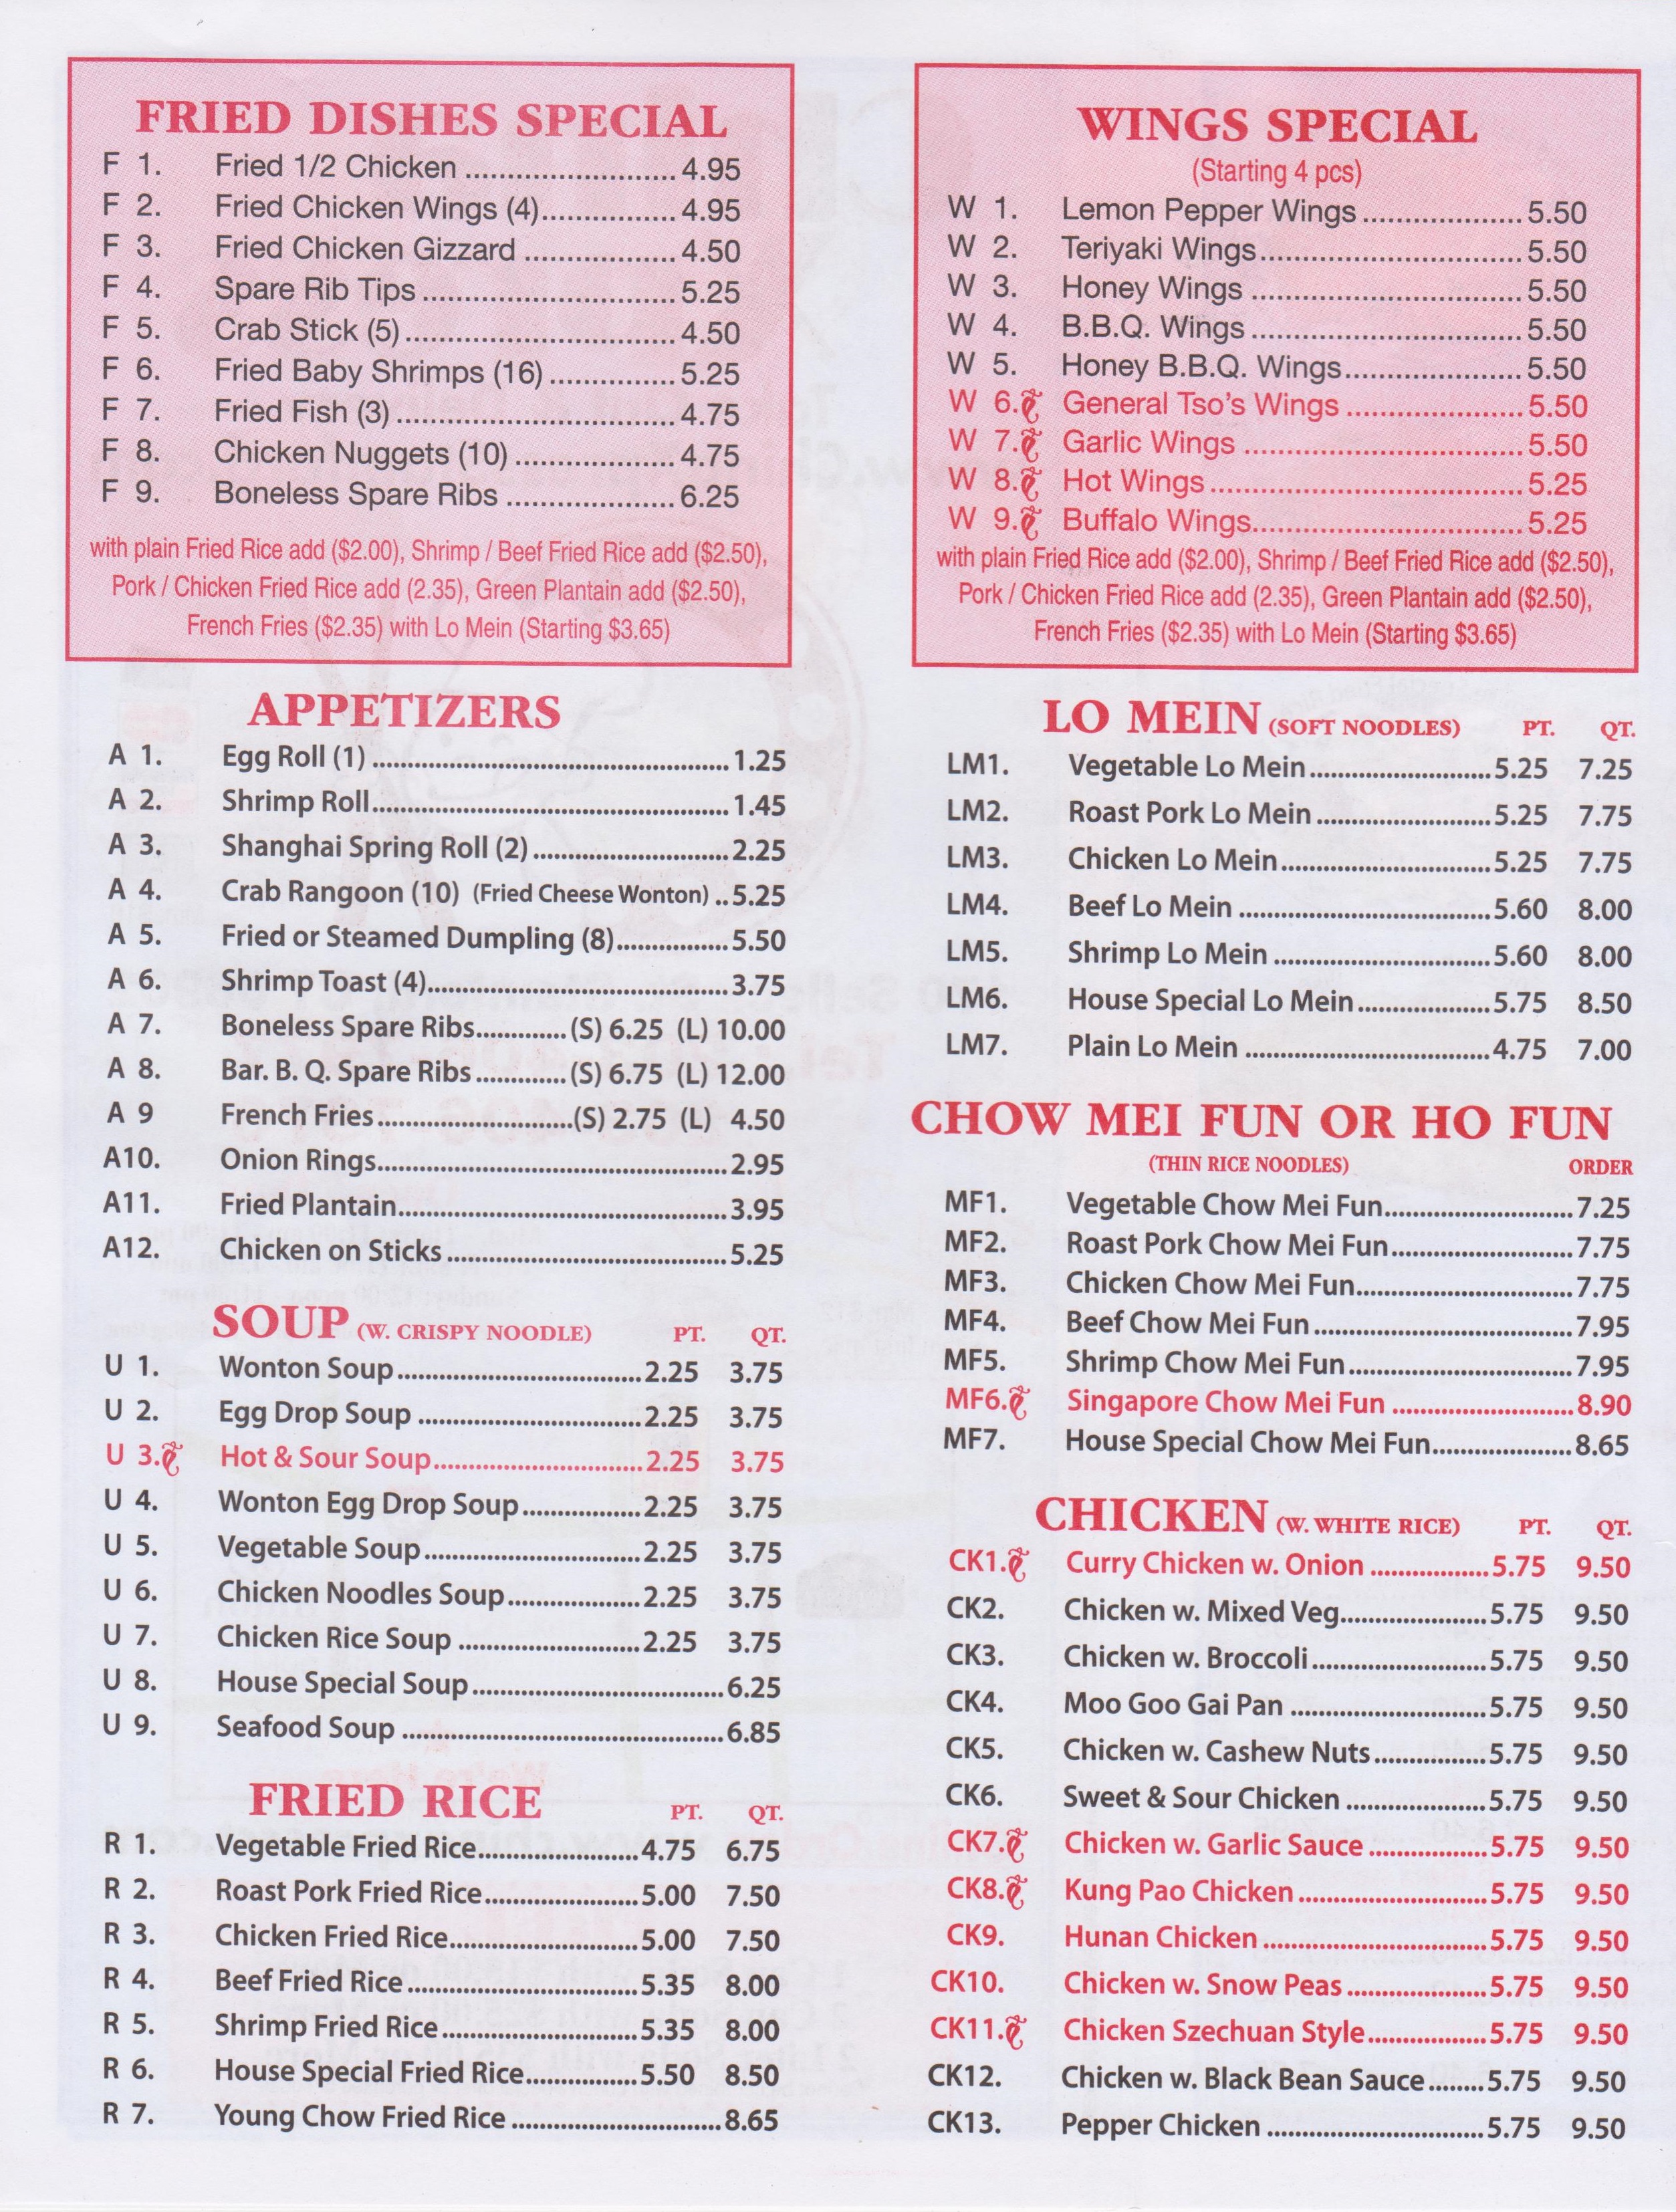 FRIED DISHES SPECIAL
F 1. Fried 1/2 Chicken ......................... 4.95
F 2. Fried Chicken Wings (4)................ 4.95
F 3. Fried Chicken Gizzard .................. 4.50
F 4. Spare Rib Tips .............................. 5.25
F 5. Crab Stick (5)................................ 4.50
F 6. Fried Baby Shrimps (16)............... 5.25
F 7. Fried Fish (3)................................. 4.75
F 8. Chicken Nuggets (10)................... 4.75
F 9. Boneless Spare Ribs .................... 6.25
with plain Fried Rice add ($2.00), Shrimp / Beef Fried Rice add ($2.50),
Pork / Chicken Fried Rice add (2.35), Green Plantain add ($2.50),
French Fries ($2.35) with Lo Mein (Starting $3.65)
APPETIZERS
A 1. Egg Roll (1) ................................................ 1.25
A 2. Shrimp Roll................................................ 1.45
A 3. Shanghai Spring Roll (2) .......................... 2.25
A 4. Crab Rangoon (10) (Fried Cheese Wonton) .. 5.25
A 5. Fried or Steamed Dumpling (8)............... 5.50
A 6. Shrimp Toast (4)........................................ 3.75
A 7. Boneless Spare Ribs............. (S) 6.25 (L) 10.00
A 8. Bar. B. Q. Spare Ribs ............. (S) 6.75 (L) 12.00
A 9 French Fries..........................(S) 2.75 (L) 4.50
A10. Onion Rings............................................... 2.95
A11. Fried Plantain............................................ 3.95
A12. Chicken on Sticks ..................................... 5.25
SOUP (W. CRISPY NOODLE) PT. QT.
U 1. Wonton Soup................................. 2.25 3.75
U 2. Egg Drop Soup .............................. 2.25 3.75
U 3. Hot & Sour Soup............................ 2.25 3.75
U 4. Wonton Egg Drop Soup................ 2.25 3.75
U 5. Vegetable Soup............................. 2.25 3.75
U 6. Chicken Noodles Soup.................. 2.25 3.75
U 7. Chicken Rice Soup ........................ 2.25 3.75
U 8. House Special Soup.................................. 6.25
U 9. Seafood Soup ........................................... 6.85
FRIED RICE PT. QT.
R 1. Vegetable Fried Rice..................... 4.75 6.75
R 2. Roast Pork Fried Rice.................... 5.00 7.50
R 3. Chicken Fried Rice......................... 5.00 7.50
R 4. Beef Fried Rice ............................... 5.35 8.00
R 5. Shrimp Fried Rice.......................... 5.35 8.00
R 6. House Special Fried Rice............... 5.50 8.50
R 7. Young Chow Fried Rice ............................ 8.65
WINGS SPECIAL
(Starting 4 pcs)
W 1. Lemon Pepper Wings ................... 5.50
W 2. Teriyaki Wings............................... 5.50
W 3. Honey Wings ................................ 5.50
W 4. B.B.Q. Wings ................................ 5.50
W 5. Honey B.B.Q. Wings..................... 5.50
W 6. General Tso's Wings ..................... 5.50
W 7. Garlic Wings ................................. 5.50
W 8. Hot Wings ..................................... 5.25
W 9. Buffalo Wings................................ 5.25
with plain Fried Rice add ($2.00), Shrimp / Beef Fried Rice add ($2.50),
Pork / Chicken Fried Rice add (2.35), Green Plantain add ($2.50),
French Fries ($2.35) with Lo Mein (Starting $3.65)
LO MEIN (SOFT NOODLES) PT. QT.
LM1. Vegetable Lo Mein.......................... 5.25 7.25
LM2. Roast Pork Lo Mein ......................... 5.25 7.75
LM3. Chicken Lo Mein.............................. 5.25 7.75
LM4. Beef Lo Mein .................................... 5.60 8.00
LM5. Shrimp Lo Mein ............................... 5.60 8.00
LM6. House Special Lo Mein................... 5.75 8.50
LM7. Plain Lo Mein ................................... 4.75 7.00
CHOW MEI FUN OR HO FUN
(THIN RICE NOODLES) ORDER
MF1. Vegetable Chow Mei Fun........................... 7.25
MF2. Roast Pork Chow Mei Fun.......................... 7.75
MF3. Chicken Chow Mei Fun............................... 7.75
MF4. Beef Chow Mei Fun..................................... 7.95
MF5. Shrimp Chow Mei Fun................................ 7.95
MF6. Singapore Chow Mei Fun .......................... 8.90
MF7. House Special Chow Mei Fun.................... 8.65
CHICKEN (W. WHITE RICE) PT. QT.
CK1. Curry Chicken w. Onion ................. 5.75 9.50
CK2. Chicken w. Mixed Veg..................... 5.75 9.50
CK3. Chicken w. Broccoli......................... 5.75 9.50
CK4. Moo Goo Gai Pan ............................ 5.75 9.50
CK5. Chicken w. Cashew Nuts................ 5.75 9.50
CK6. Sweet & Sour Chicken .................... 5.75 9.50
CK7. Chicken w. Garlic Sauce ................. 5.75 9.50
CK8. Kung Pao Chicken........................... 5.75 9.50
CK9. Hunan Chicken ................................ 5.75 9.50
CK10. Chicken w. Snow Peas .................... 5.75 9.50
CK11. Chicken Szechuan Style................. 5.75 9.50
CK12. Chicken w. Black Bean Sauce........ 5.75 9.50
CK13. Pepper Chicken ............................... 5.75 9.50